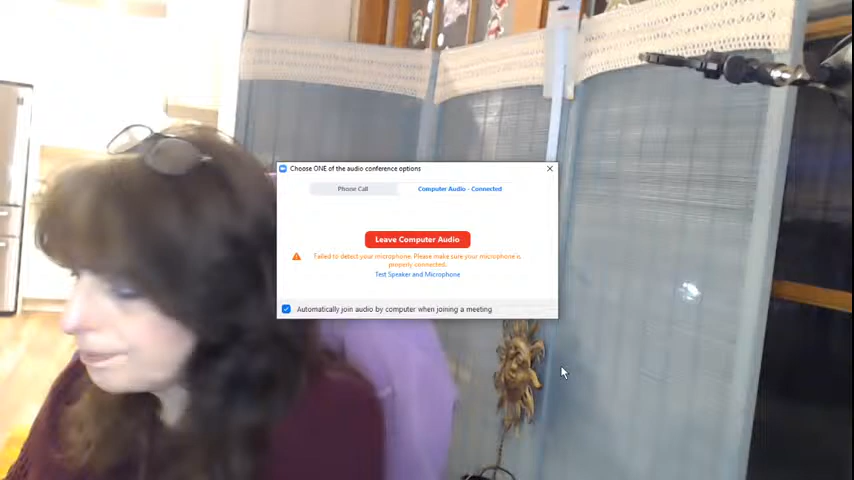 Choose ONE of the audio conference options
Phone Call
Computer Audio - Connected
Leave Computer Audio
Failed to detect your microphone. Please make sure your microphone is
properly connected.
Test Speaker and Microphone
Automatically join audio by computer when joining a meeting